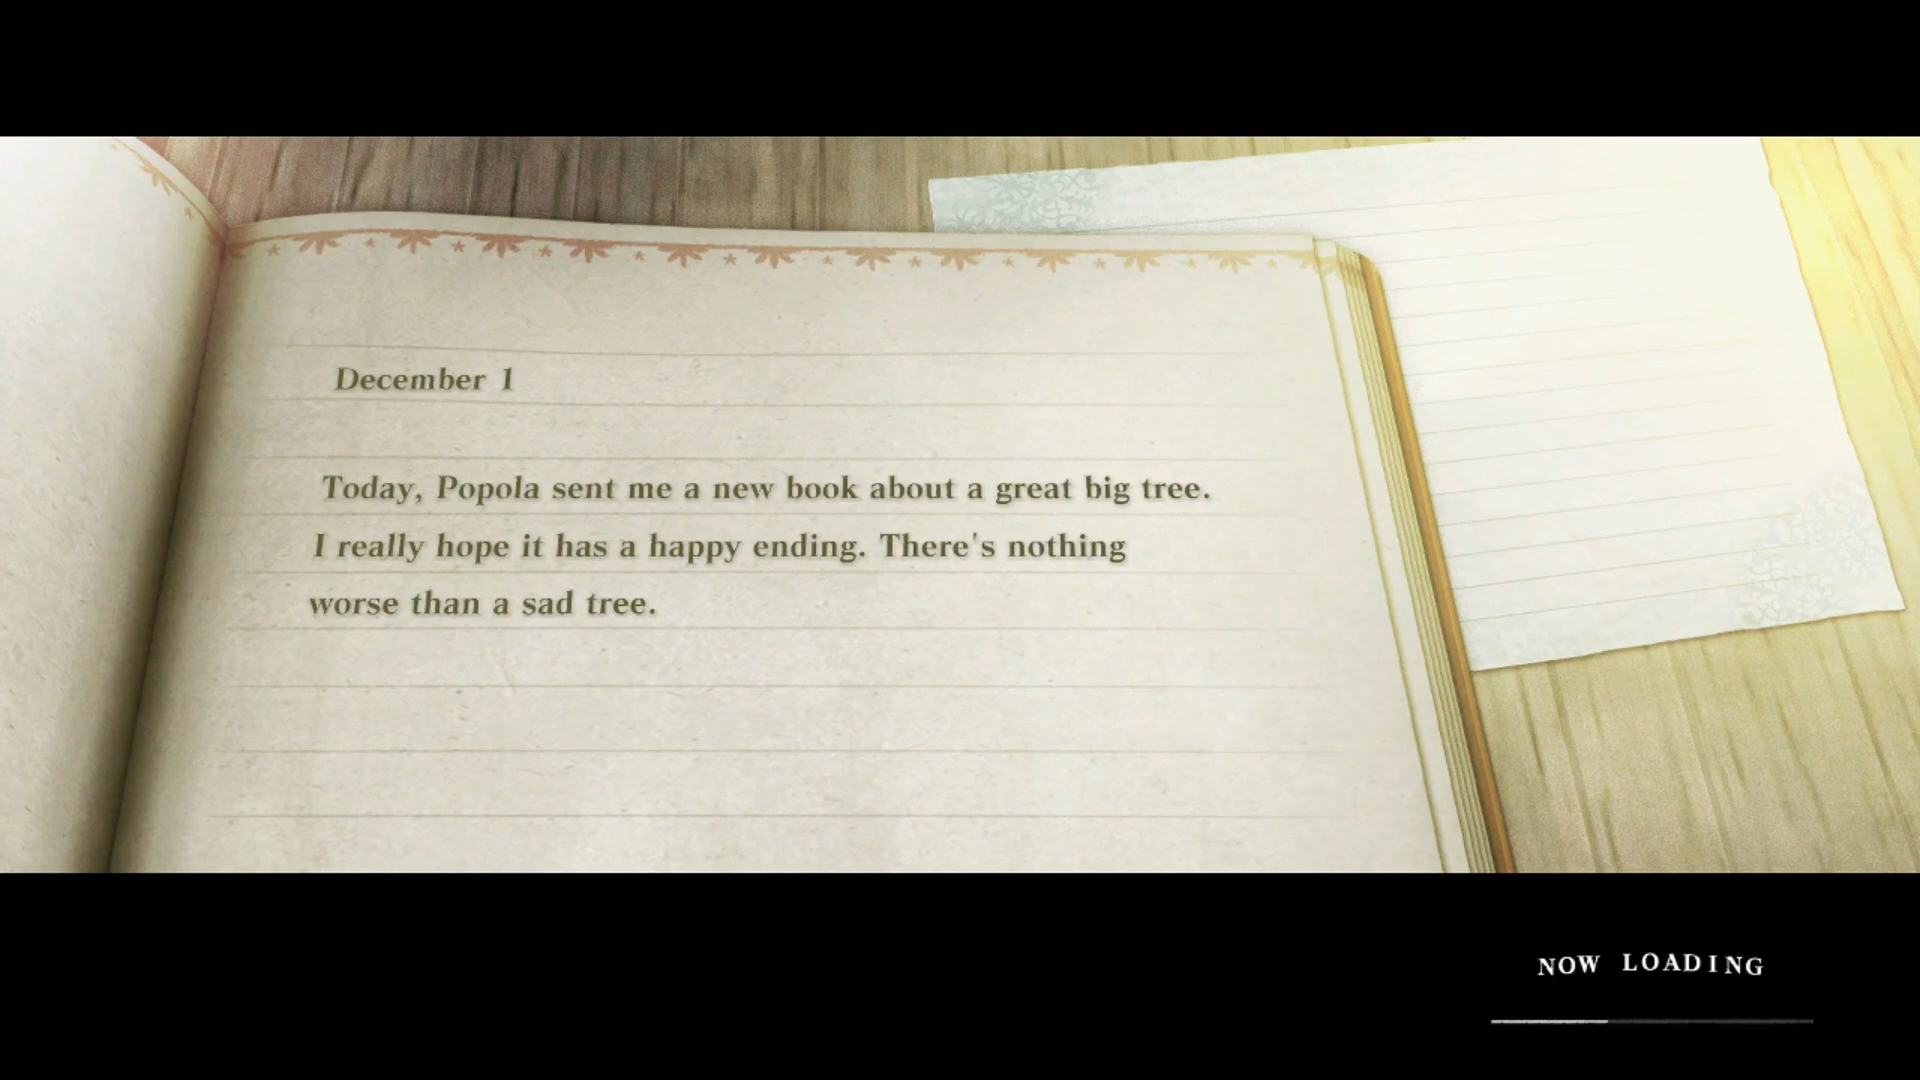 December 1
Today, Popola sent me a new book about a great big tree.
I really hope it has a happy ending. There's nothing
worse than a sad tree.
NOW LOADING